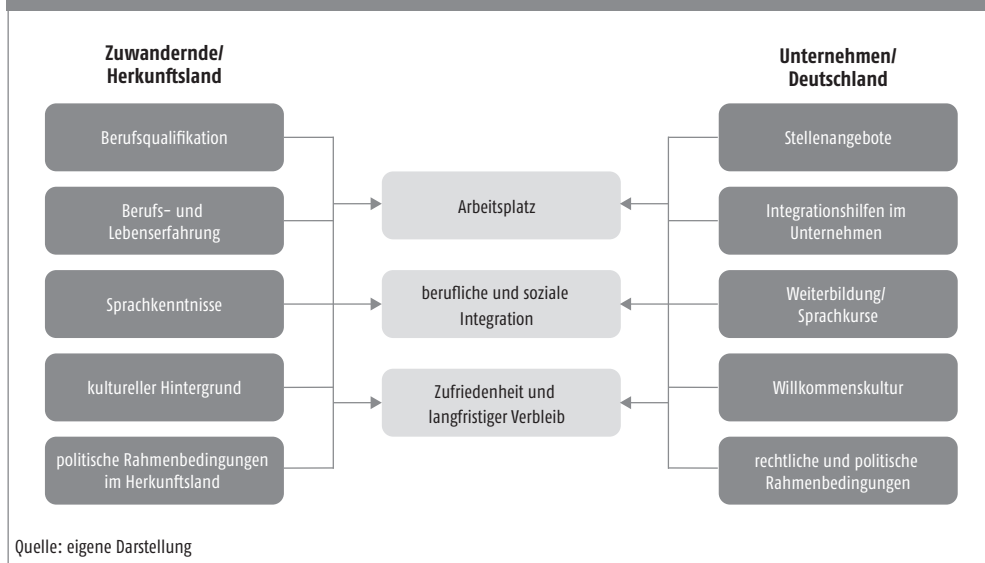 Zuwandernde/
Herkunftsland
Berufsqualifikation
Berufs- und
Lebenserfahrung
Sprachkenntnisse
kultureller Hintergrund
politische Rahmenbedingungen
im Herkunftsland
Arbeitsplatz
berufliche und soziale
Integration
Zufriedenheit und
langfristiger Verbleib
Unternehmen/
Deutschland
Stellenangebote
Integrationshilfen im
Unternehmen
Weiterbildung/
Sprachkurse
Willkommenskultur
rechtliche und politische
Rahmenbedingungen
Quelle: eigene Darstellung